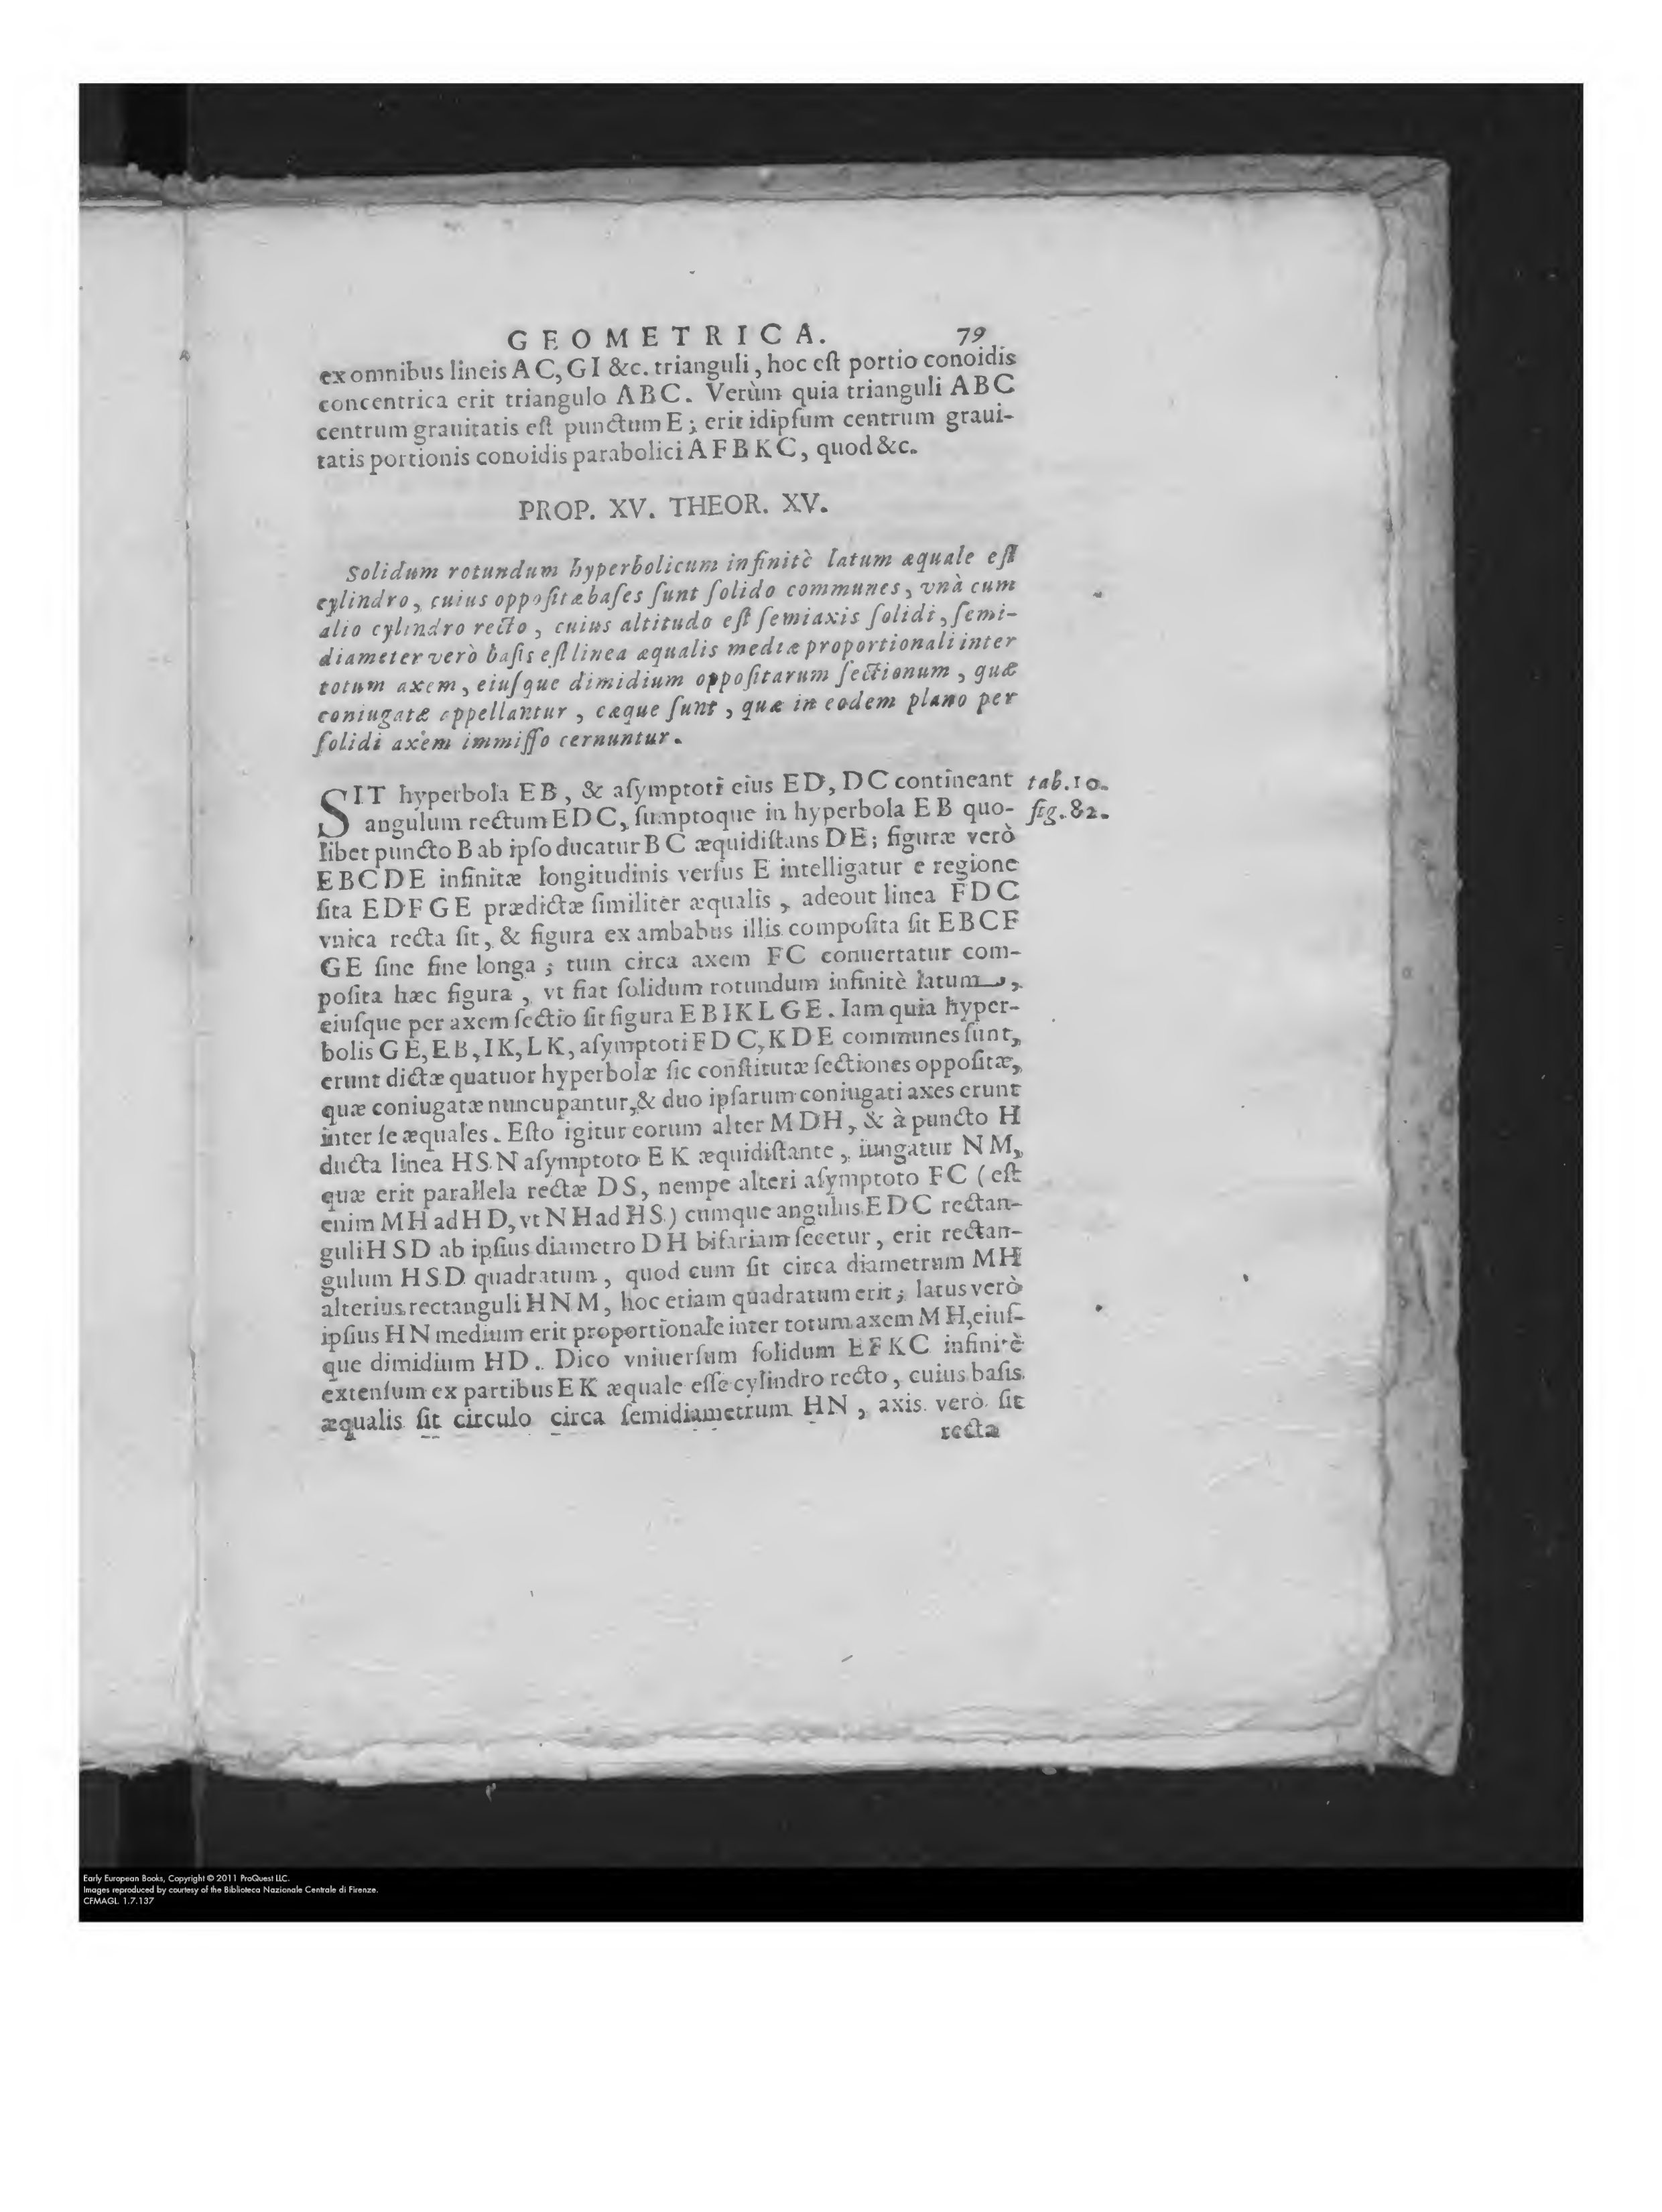 GEOMETRICA. 79
ex omnibus lineis A C, G I &c. trianguli, hoc eſt portio conoidis
concentrica erit triangulo ABC. Verùm quia trianguli ABC
centrum grauitatis eſt punctum E; erit idipſum centrum graui-
tatis portionis conoidis parabolici A F B K C, quod &c.
PROP. XV. THEOR. XV.
Solidum rotundum hyperbolicum infinitè latum æquale eſt
cylindro, cuius oppoſitæ baſes ſunt ſolido communes, vnà cum
alio cylindro recto, cuius altitudo eſt ſemiaxis ſolidi, ſemi-
diameter verò baſis eſt linea æqualis mediæ proportionali inter
totum axem, eiuſque dimidium oppoſitarum ſectionum, quæ
coniugatæ appellantur, eæque ſunt, quæ in eodem plano per
ſolidi axem immiſſo cernuntur.
SIT hyperbola EB, & aſymptoti eius ED, DC contineant tab.10.
angulum rectum EDC, ſumptoque in hyperbola EB quo- fig.82.
libet puncto B ab ipſo ducatur BC æquidiſtans DE; figuræ verò
EBCDE infinitæ longitudinis verſus E intelligatur e regione
ſita EDFGE prædictæ ſimiliter æqualis, adeout linea FDC
vnica recta ſit, & figura ex ambabus illis compoſita ſit EBCF
GE ſine fine longa; tum circa axem FC conuertatur com-
poſita hæc figura, vt fiat ſolidum rotundum infinitè latum,
eiuſque per axem ſectio ſit figura EBIKLGE. Iam quia hyper-
bolis GE, EB, IK, LK, aſymptoti FDC, KDE communes ſunt,
erunt dictæ quatuor hyperbolæ ſic conſtitutæ ſectiones oppoſitæ,
quæ coniugatæ nuncupantur, & duo ipſarum coniugati axes erunt
inter ſe æquales. Eſto igitur eorum alter MDH, & à puncto H
ducta linea HSN aſymptoto EK æquidiſtante, iungatur NM,
quæ erit parallela rectæ DS, nempe alteri aſymptoto FC (eſt
enim MH ad HD, vt NH ad HS) cumque angulus EDC rectan-
guli HSD ab ipſius diametro DH bifariam ſecetur, erit rectan-
gulum HSD quadratum, quod cum ſit circa diametrum MH
alterius rectanguli HNM, hoc etiam quadratum erit; latus verò
ipſius HN medium erit proportionale inter totum axem MH, eiuſ-
que dimidium HD. Dico vniuerſum ſolidum EFKC infinitè
extenſum ex partibus EK æquale eſſe cylindro recto, cuius baſis
æqualis ſit circulo circa ſemidiametrum HN, axis verò ſit
recta
Early European Books, Copyright © 2011 ProQuest LLC.
Images reproduced by courtesy of the Biblioteca Nazionale Centrale di Firenze.
CFMAGL. 1.7.137